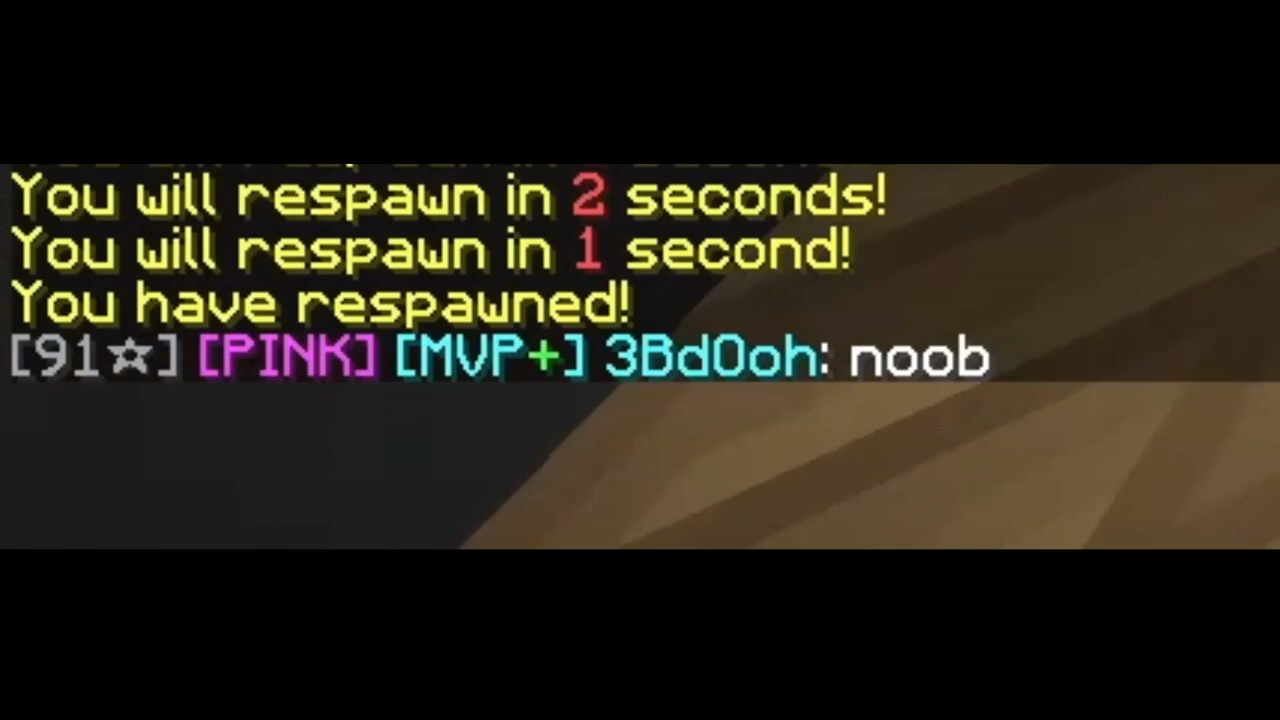 You will respawn in 2 seconds!
You will respawn in 1 second!
You have respawned!
[91☆] [PINK] [MVP+] 3Bd0oh: noob